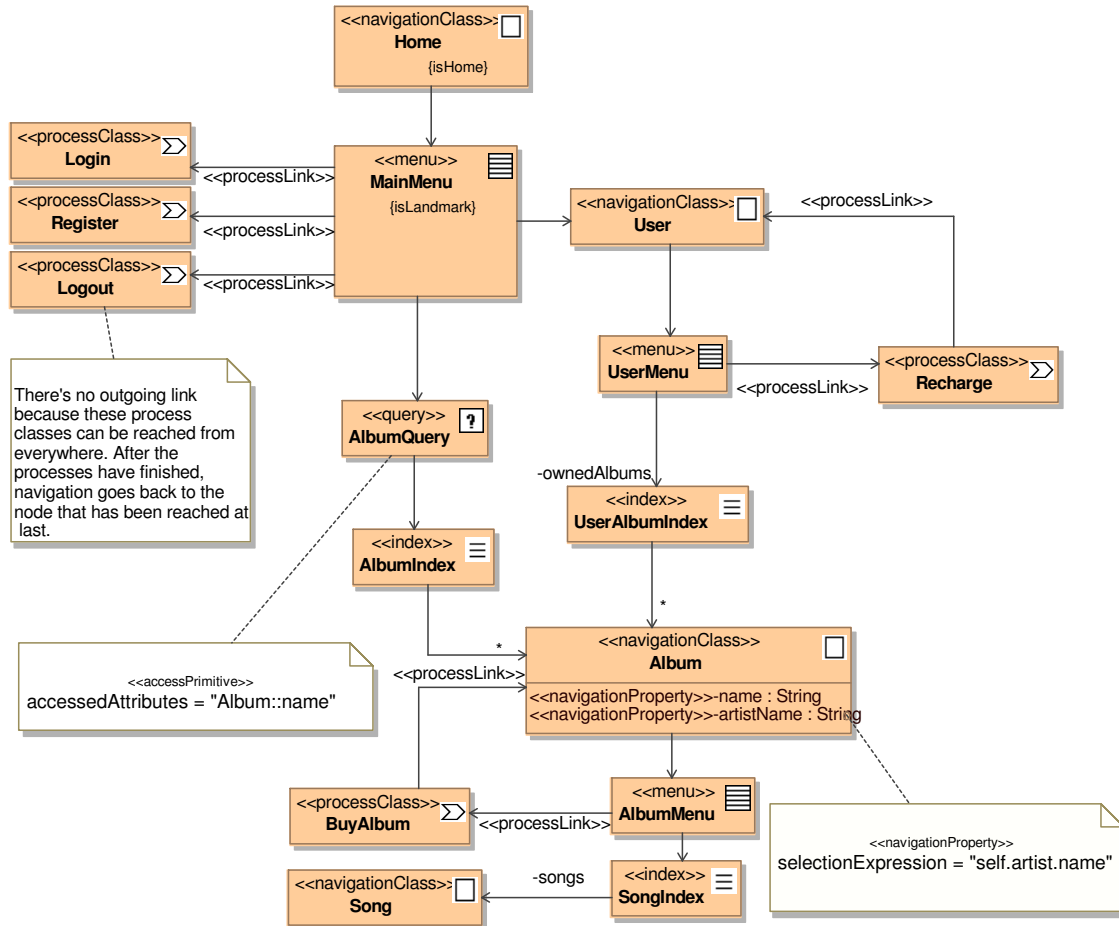 <<navigationClass>>
Home
{isHome}
<<processClass>>
Login
<<processLink>>
<<processClass>>
Register
<<processLink>>
<<processClass>>
Logout
<<processLink>>
<<menu>>
MainMenu
{isLandmark}
<<navigationClass>>
User
<<processLink>>
<<menu>>
UserMenu
<<processLink>>
<<processClass>>
Recharge
There's no outgoing link
because these process
classes can be reached from
everywhere. After the
processes have finished,
navigation goes back to the
node that has been reached at
last.
<<query>>
AlbumQuery
?
-ownedAlbums
<<index>>
UserAlbumIndex
<<index>>
AlbumIndex
*
*
<<accessPrimitive>>
accessedAttributes = "Album::name"
<<processLink>>
<<navigationClass>>
Album
<<navigationProperty>>-name : String
<<navigationProperty>>-artistName : String
<<processClass>>
BuyAlbum
<<processLink>>
<<menu>>
AlbumMenu
<<navigationProperty>>
selectionExpression = "self.artist.name"
<<navigationClass>>
Song
-songs
<<index>>
SongIndex